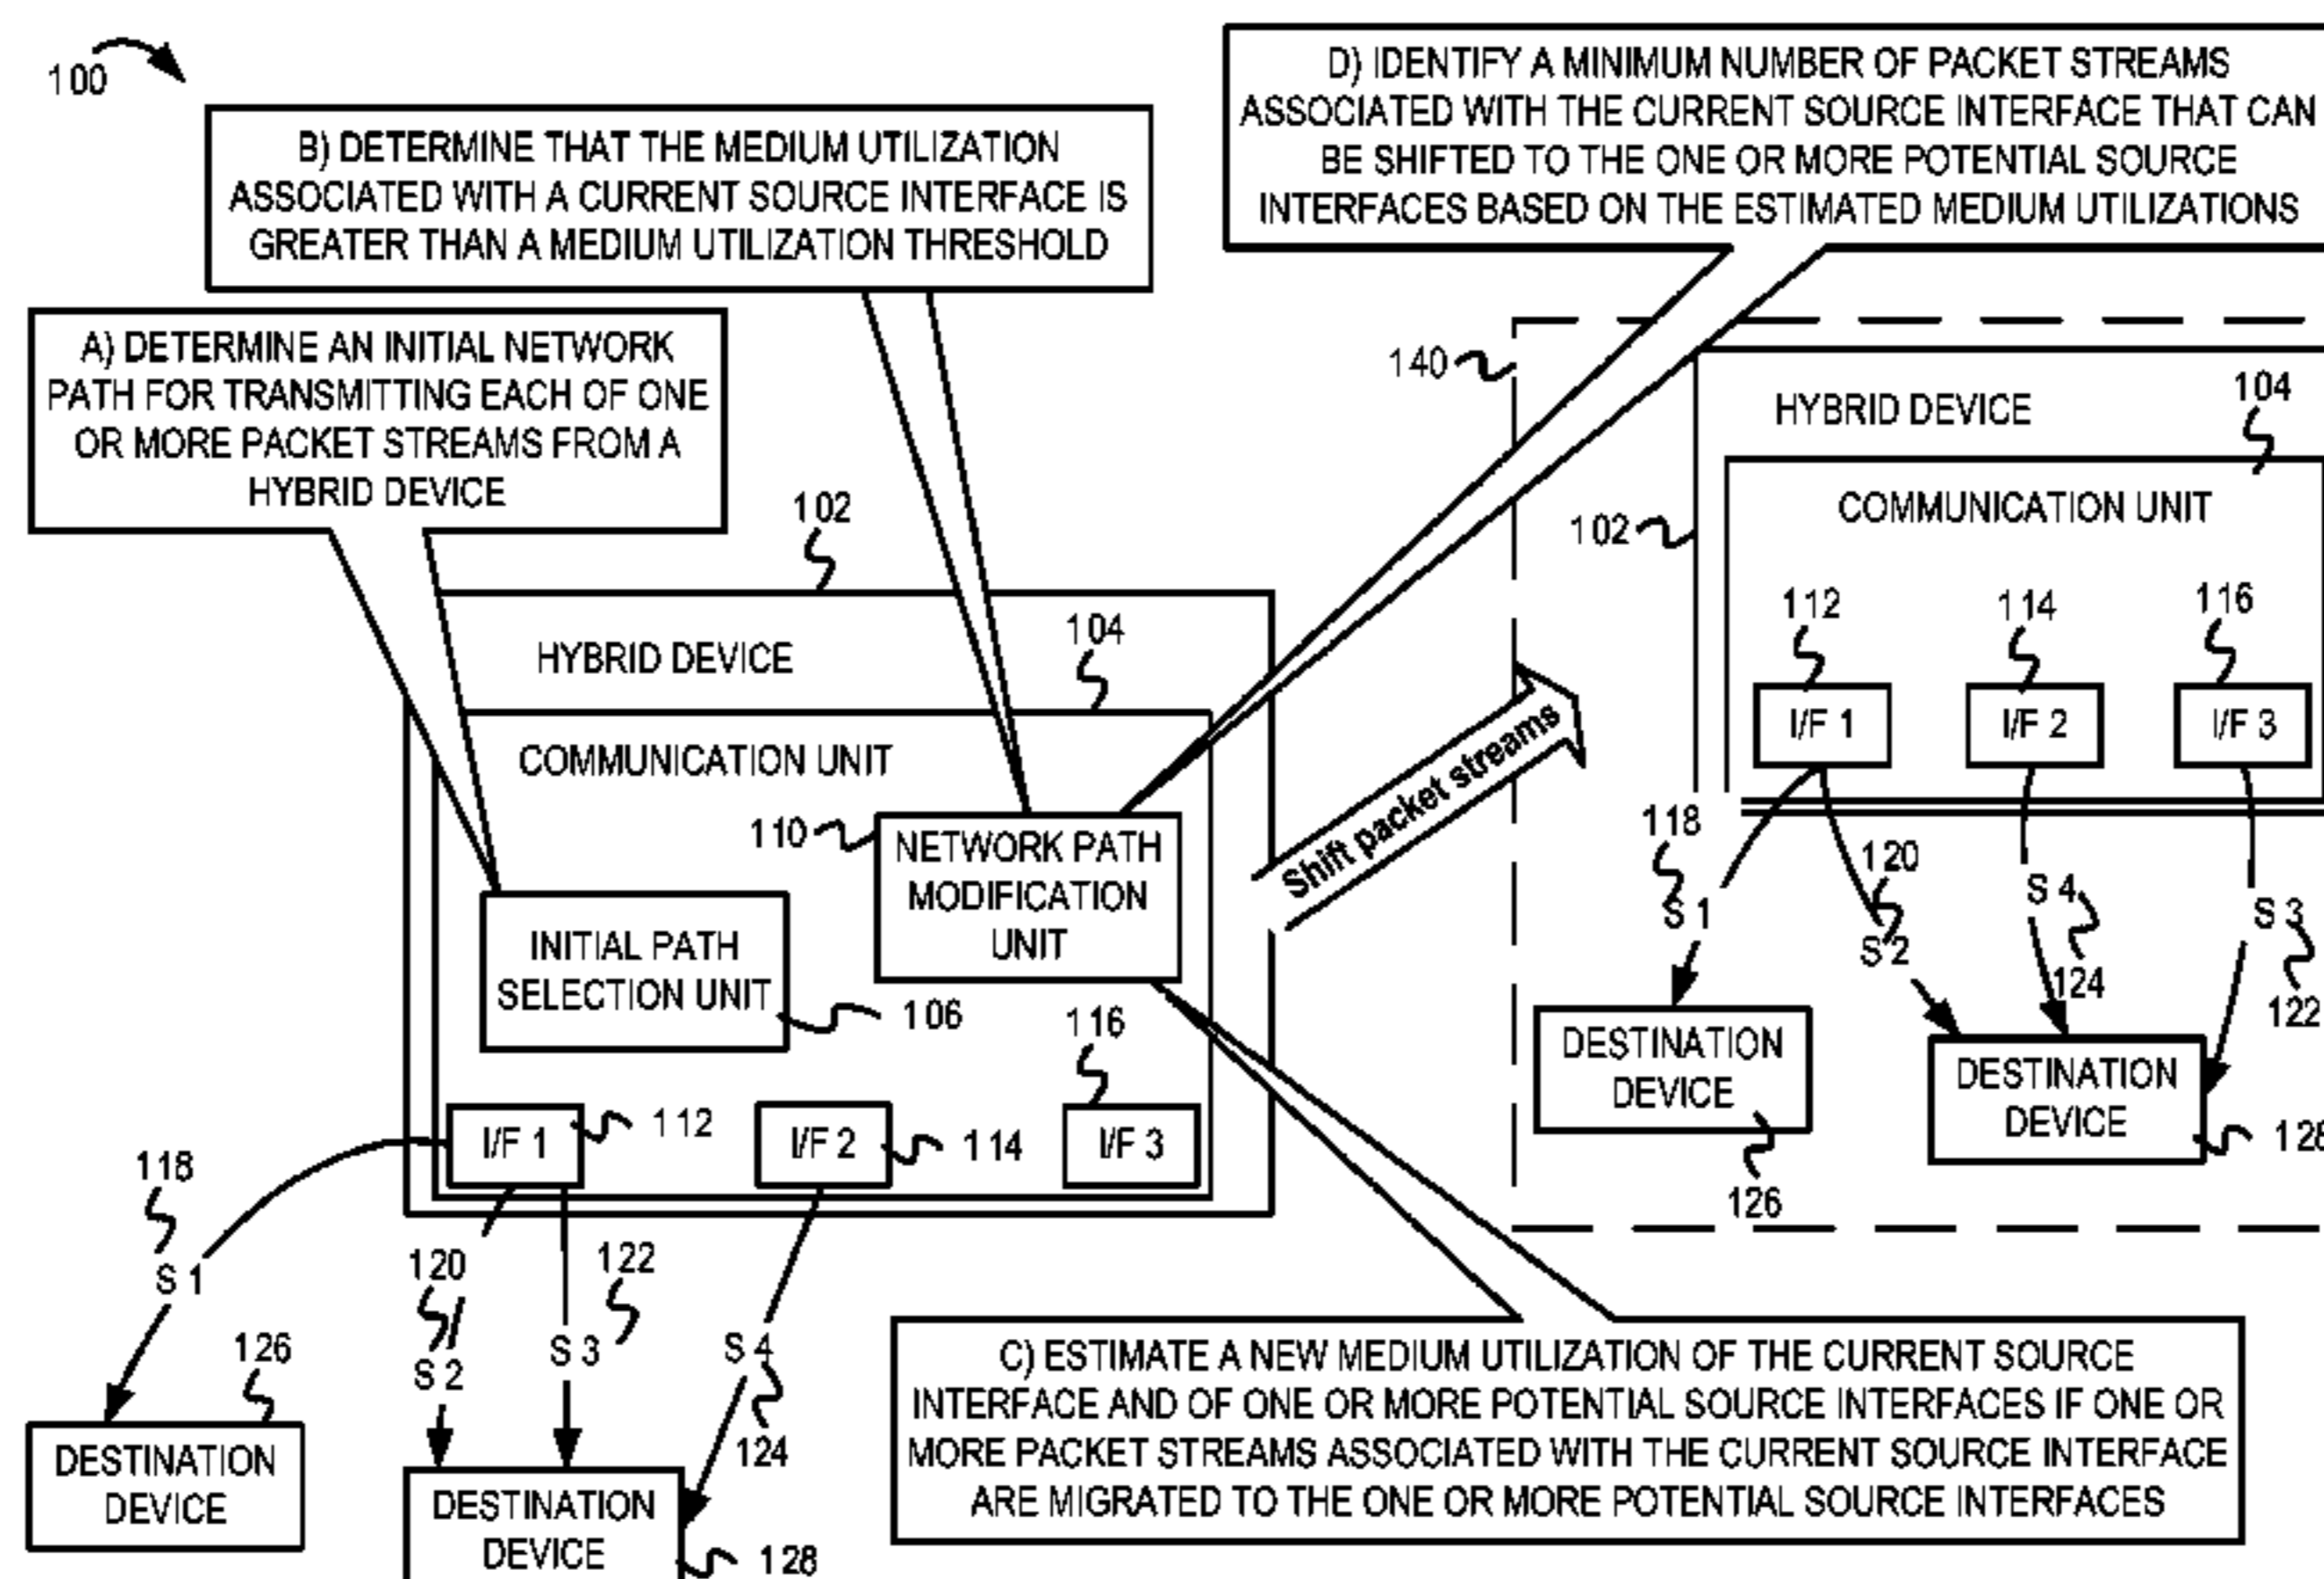 100
B) DETERMINE THAT THE MEDIUM UTILIZATION
ASSOCIATED WITH A CURRENT SOURCE INTERFACE IS
GREATER THAN A MEDIUM UTILIZATION THRESHOLD
D) IDENTIFY A MINIMUM NUMBER OF PACKET STREAMS
ASSOCIATED WITH THE CURRENT SOURCE INTERFACE THAT CAN
BE SHIFTED TO THE ONE OR MORE POTENTIAL SOURCE
INTERFACES BASED ON THE ESTIMATED MEDIUM UTILIZATIONS
A) DETERMINE AN INITIAL NETWORK
PATH FOR TRANSMITTING EACH OF ONE
OR MORE PACKET STREAMS FROM A
HYBRID DEVICE
102
HYBRID DEVICE
104
COMMUNICATION UNIT
110
NETWORK PATH
MODIFICATION
UNIT
INITIAL PATH
SELECTION UNIT
106
116
I/F 1
112
I/F 2
114
I/F 3
118
S 1
120
S 2
122
S 3
S 4
124
126
DESTINATION
DEVICE
DESTINATION
DEVICE
128
Shift packet streams
140
HYBRID DEVICE
104
COMMUNICATION UNIT
102
112
114
116
I/F 1
I/F 2
I/F 3
118
S 1
120
S 2
S 4
124
S 3
122
DESTINATION
DEVICE
126
DESTINATION
DEVICE
128
C) ESTIMATE A NEW MEDIUM UTILIZATION OF THE CURRENT SOURCE
INTERFACE AND OF ONE OR MORE POTENTIAL SOURCE INTERFACES IF ONE OR
MORE PACKET STREAMS ASSOCIATED WITH THE CURRENT SOURCE INTERFACE
ARE MIGRATED TO THE ONE OR MORE POTENTIAL SOURCE INTERFACES